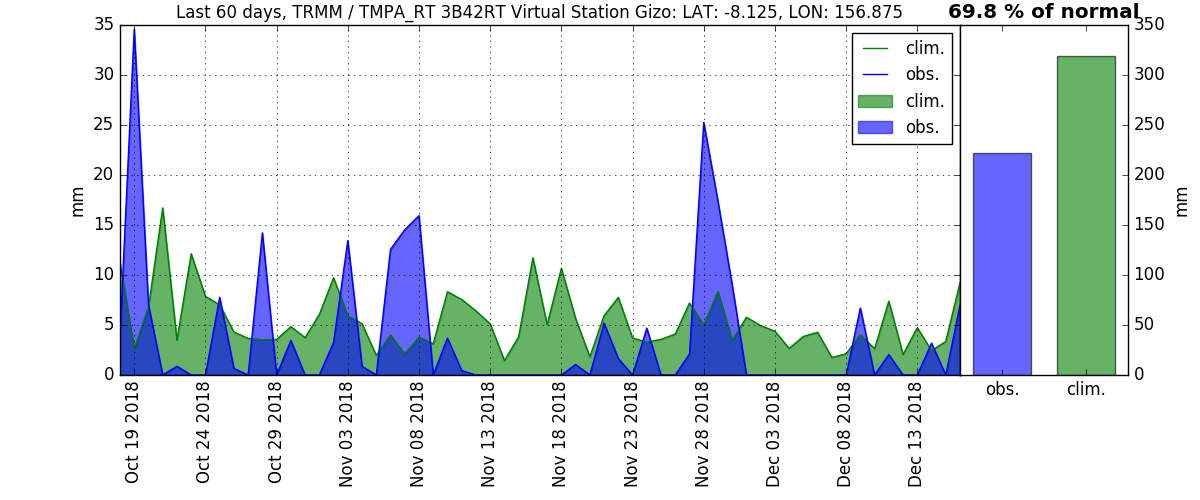 Last 60 days, TRMM / TMPA_RT 3B42RT Virtual Station Gizo: LAT: -8.125, LON: 156.875
69.8 % of normal
35
30
25
20
15
10
5
0
mm
clim.
obs.
clim.
obs.
350
300
250
200
150
100
50
0
mm
Oct 19 2018
Oct 24 2018
Oct 29 2018
Nov 03 2018
Nov 08 2018
Nov 13 2018
Nov 18 2018
Nov 23 2018
Nov 28 2018
Dec 03 2018
Dec 08 2018
Dec 13 2018
obs.
clim.